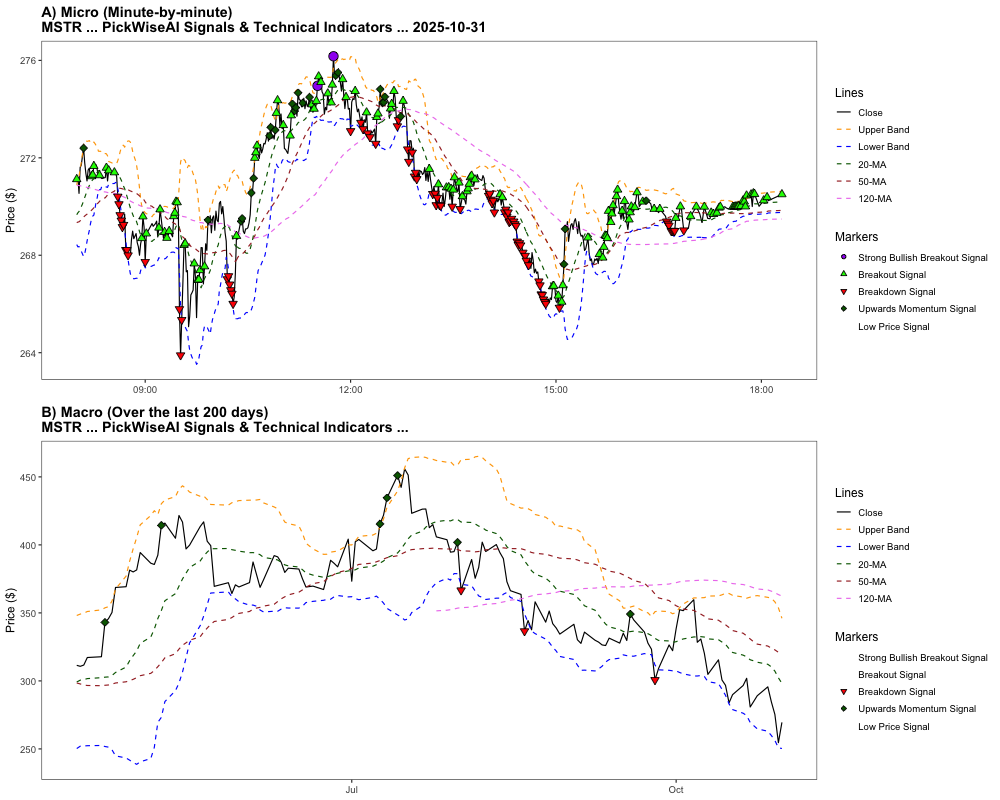 A) Micro (Minute-by-minute)
MSTR ... PickWiseAI Signals & Technical Indicators ... 2025-10-31
Price ($)
276
272
268
264
09:00
12:00
15:00
18:00
Lines
Close
Upper Band
Lower Band
20-MA
50-MA
120-MA
Markers
Strong Bullish Breakout Signal
Breakout Signal
Breakdown Signal
Upwards Momentum Signal
Low Price Signal
B) Macro (Over the last 200 days)
MSTR ... PickWiseAI Signals & Technical Indicators ...
Price ($)
450
400
350
300
250
Jul
Oct
Lines
Close
Upper Band
Lower Band
20-MA
50-MA
120-MA
Markers
Strong Bullish Breakout Signal
Breakout Signal
Breakdown Signal
Upwards Momentum Signal
Low Price Signal